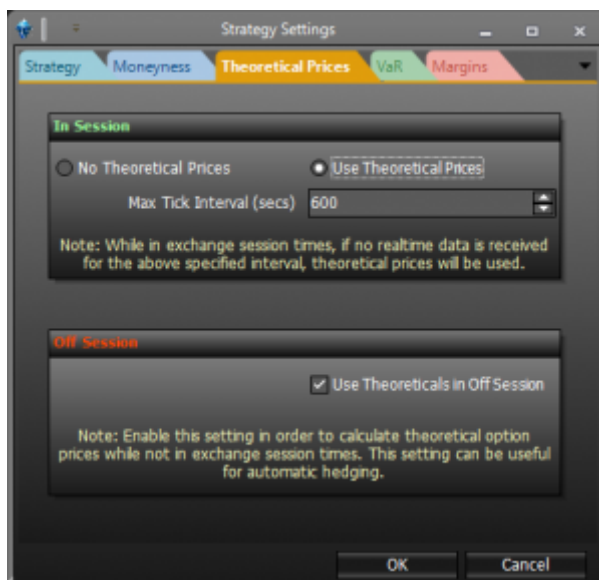 Strategy Settings
Strategy Moneyness Theoretical Prices VaR Margins
In Session
No Theoretical Prices Use Theoretical Prices
Max Tick Interval (secs) 600
Note: While in exchange session times, if no realtime data is received
for the above specified interval, theoretical prices will be used.
Off Session
Use Theoreticals in Off Session
Note: Enable this setting in order to calculate theoretical option
prices while not in exchange session times. This setting can be useful
for automatic hedging.
OK Cancel